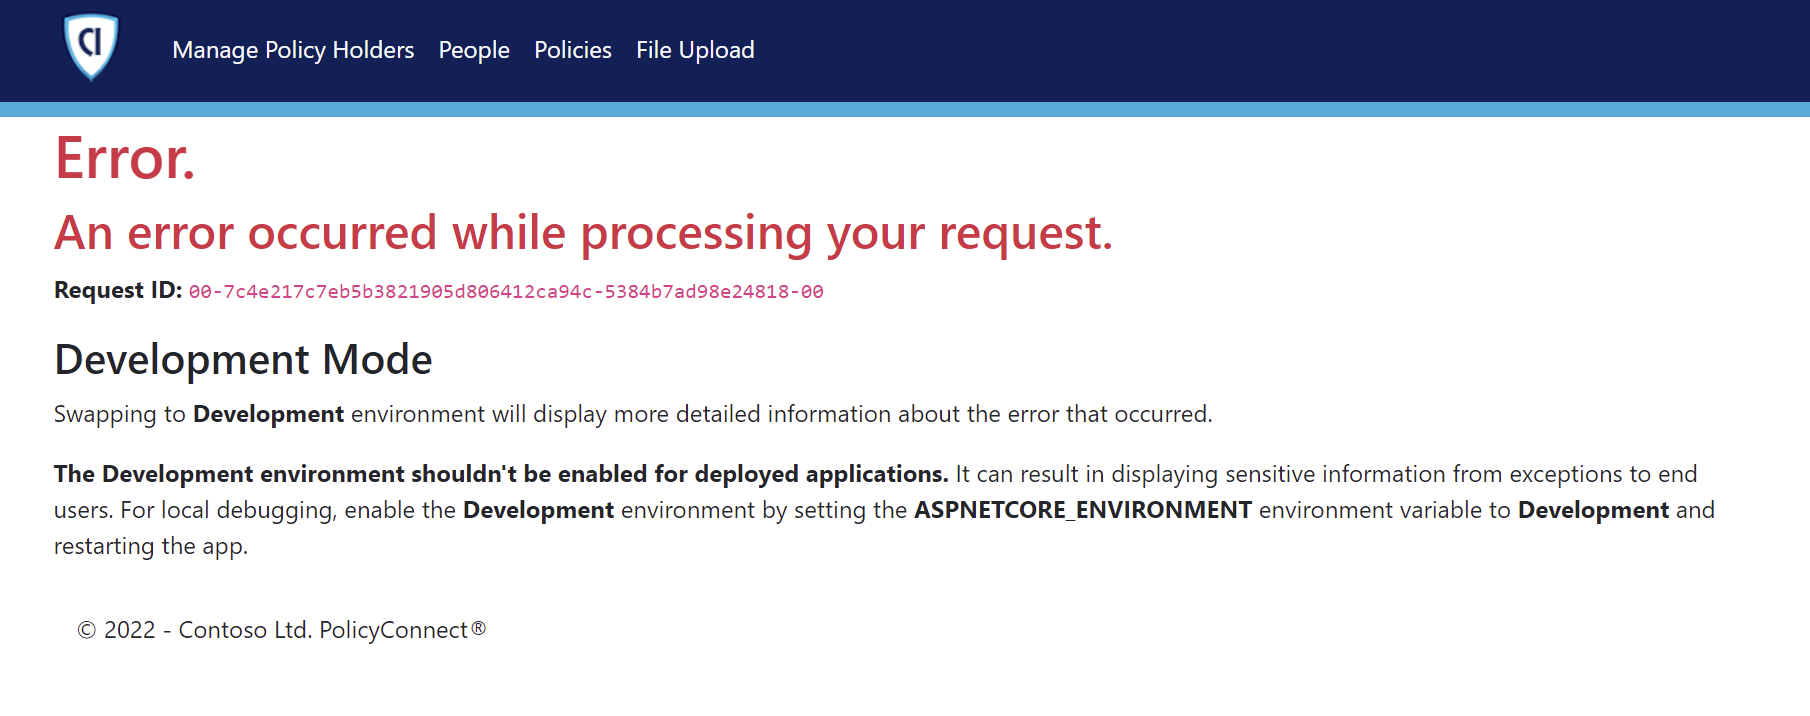 CI
Manage Policy Holders People Policies File Upload
Error.
An error occurred while processing your request.
Request ID: 00-7c4e217c7eb5b3821905d806412ca94c-5384b7ad98e24818-00
Development Mode
Swapping to Development environment will display more detailed information about the error that occurred.
The Development environment shouldn't be enabled for deployed applications. It can result in displaying sensitive information from exceptions to end
users. For local debugging, enable the Development environment by setting the ASPNETCORE_ENVIRONMENT environment variable to Development and
restarting the app.
© 2022 - Contoso Ltd. PolicyConnect®